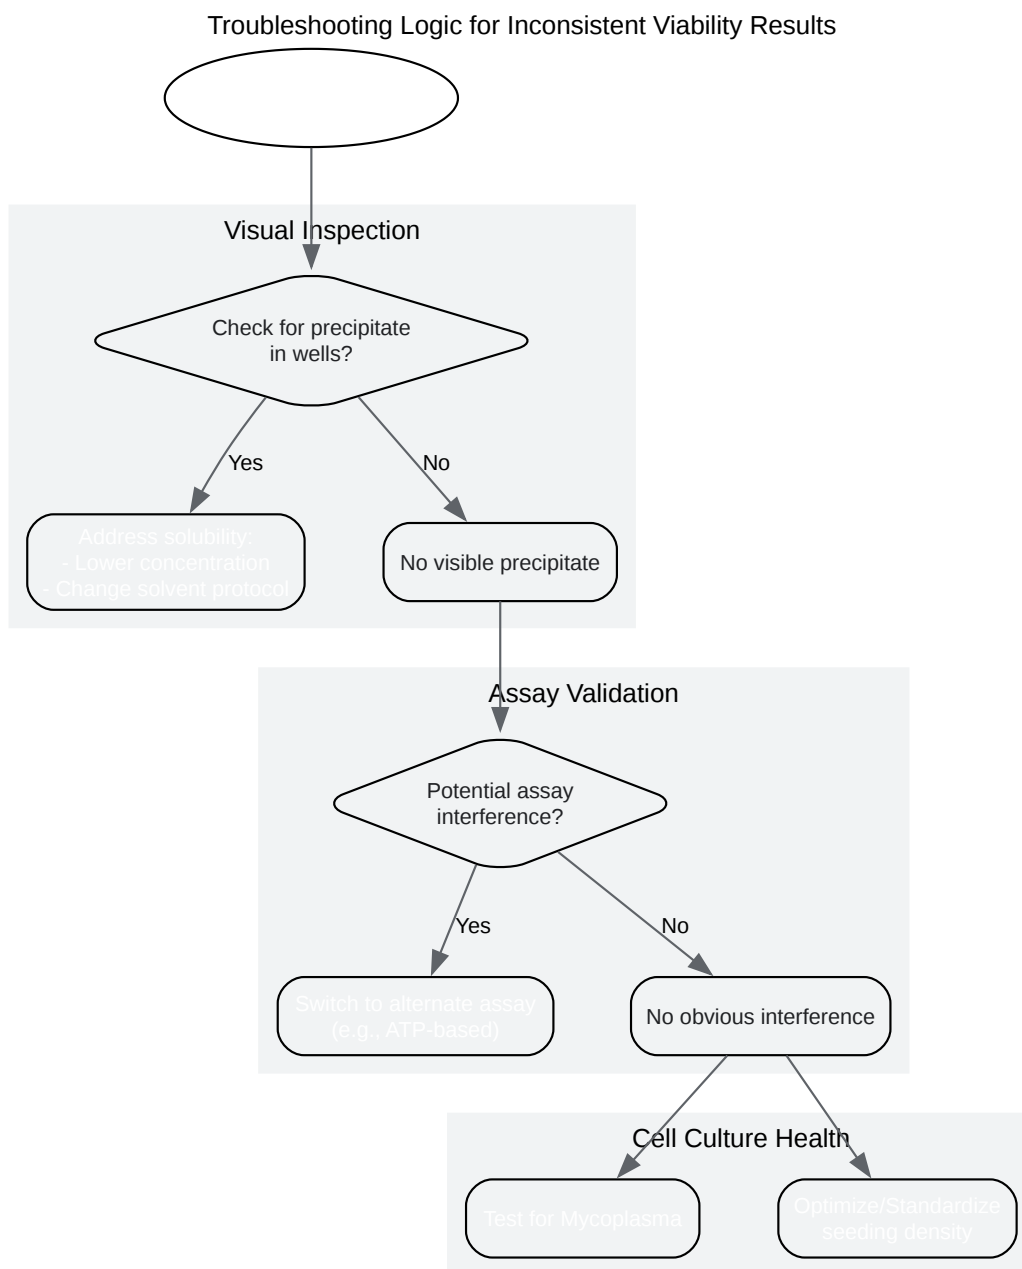 Troubleshooting Logic for Inconsistent Viability Results
Visual Inspection
Check for precipitate
in wells?
Yes
No
Address solubility:
- Lower concentration
- Change solvent protocol
No visible precipitate
Assay Validation
Potential assay
interference?
Yes
No
Switch to alternate assay
(e.g., ATP-based)
No obvious interference
Cell Culture Health
Test for Mycoplasma
Optimize/Standardize
seeding density